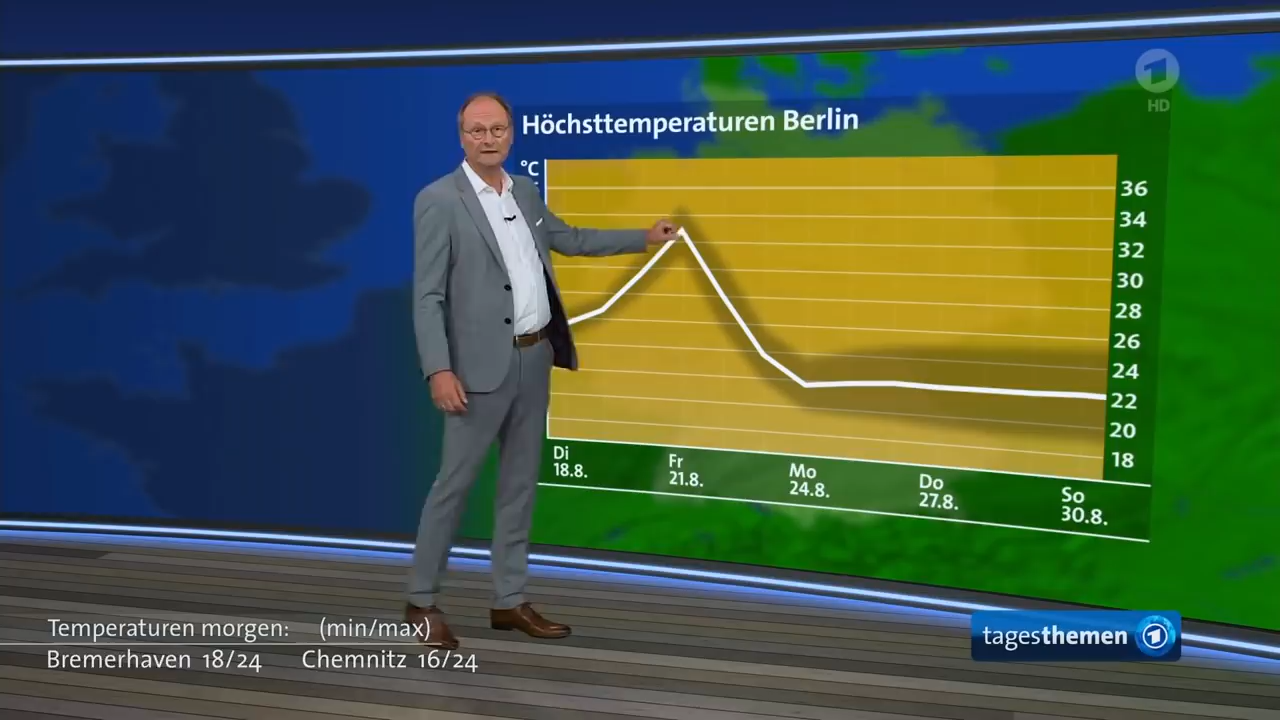 1
HD
Höchsttemperaturen Berlin
°C
36
34
32
30
28
26
24
22
20
18
Di
18.8.
Fr
21.8.
Mo
24.8.
Do
27.8.
So
30.8.
Temperaturen morgen: (min/max)
Bremerhaven 18/24 Chemnitz 16/24
tagesthemen 1